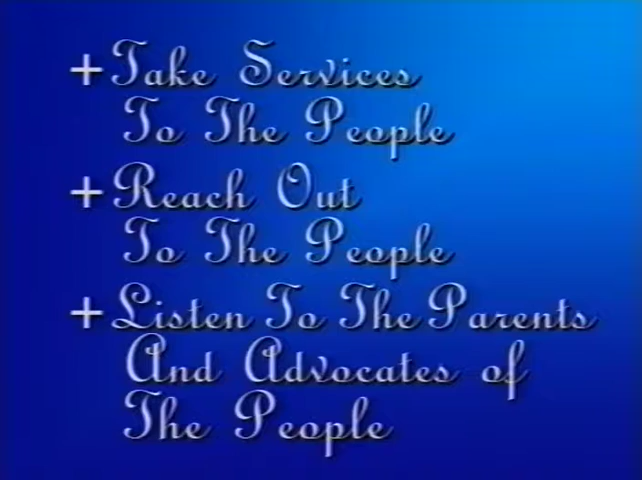 +Take Services
To The People
+Reach Out
To The People
+Listen To The Parents
And Advocates of
The People